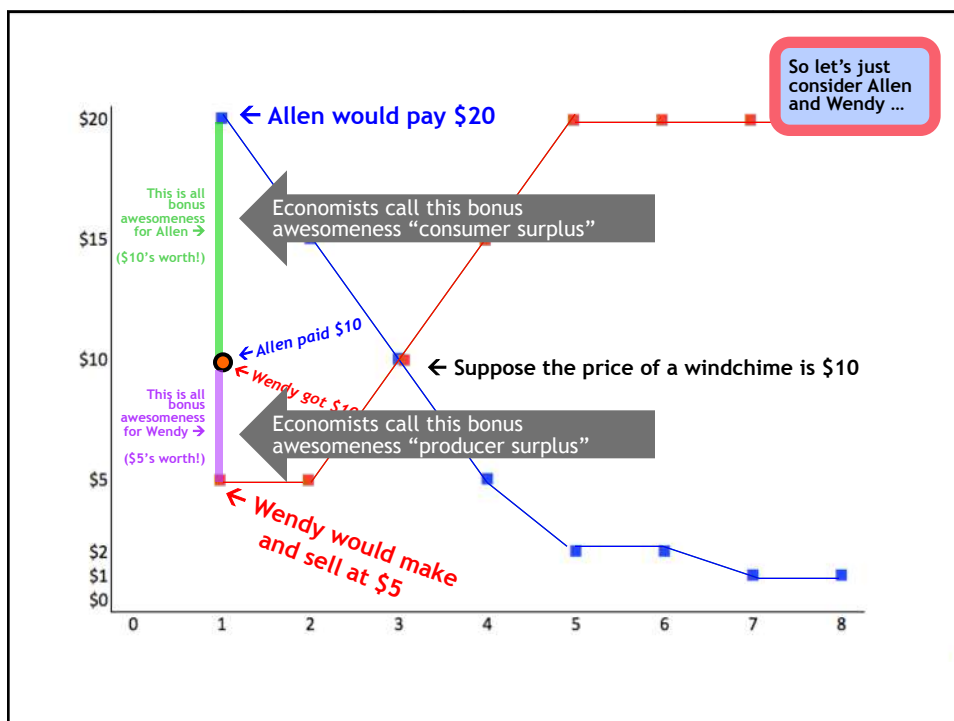 So let's just
consider Allen
and Wendy ...
$20
← Allen would pay $20
This is all
bonus
awesomeness
for Allen →
($10's worth!)
Economists call this bonus
awesomeness “consumer surplus”
$15
← Allen paid $10
$10
← Suppose the price of a windchime is $10
← Wendy got $10
This is all
bonus
awesomeness
for Wendy →
($5's worth!)
Economists call this bonus
awesomeness “producer surplus”
$5
← Wendy would make
and sell at $5
$2
$1
$0
0 1 2 3 4 5 6 7 8